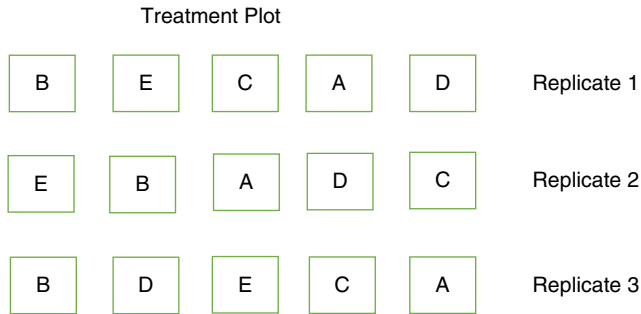 Treatment Plot
B E C A D Replicate 1
E B A D C Replicate 2
B D E C A Replicate 3